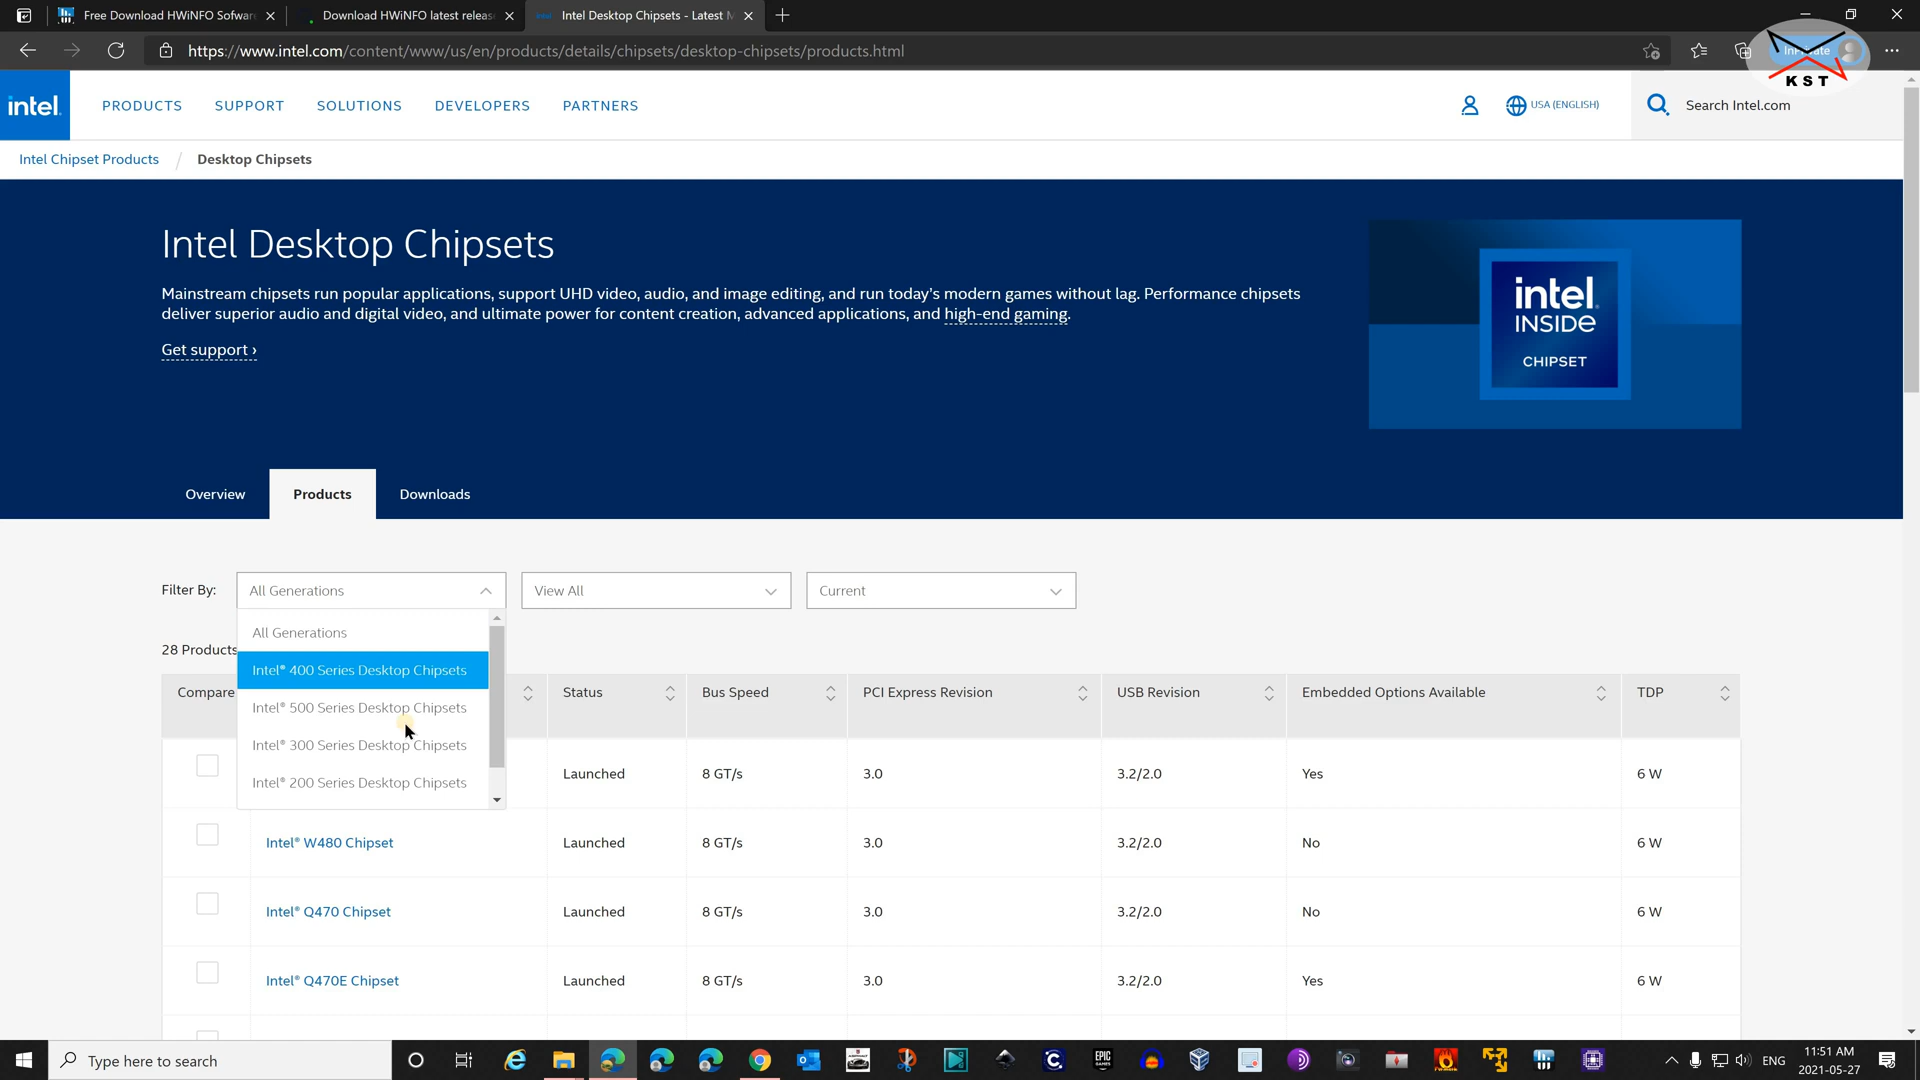 Free Download HWiNFO Sofwar
Download HWiNFO latest releas
Intel Desktop Chipsets - Latest
https://www.intel.com/content/www/us/en/products/details/chipsets/desktop-chipsets/products.html
InPrivate
KST
intel.
PRODUCTS
SUPPORT
SOLUTIONS
DEVELOPERS
PARTNERS
USA (ENGLISH)
Search Intel.com
Intel Chipset Products / Desktop Chipsets
Intel Desktop Chipsets
Mainstream chipsets run popular applications, support UHD video, audio, and image editing, and run today's modern games without lag. Performance chipsets
deliver superior audio and digital video, and ultimate power for content creation, advanced applications, and high-end gaming.
Get support ›
intel.
INSIDE
CHIPSET
Overview
Products
Downloads
Filter By:
All Generations
View All
Current
All Generations
28 Products
Intel® 400 Series Desktop Chipsets
Intel® 500 Series Desktop Chipsets
Intel® 300 Series Desktop Chipsets
Intel® 200 Series Desktop Chipsets
Compare
Status
Bus Speed
PCI Express Revision
USB Revision
Embedded Options Available
TDP
Launched 8 GT/s 3.0 3.2/2.0 Yes 6 W
Intel® W480 Chipset Launched 8 GT/s 3.0 3.2/2.0 No 6 W
Intel® Q470 Chipset Launched 8 GT/s 3.0 3.2/2.0 No 6 W
Intel® Q470E Chipset Launched 8 GT/s 3.0 3.2/2.0 Yes 6 W
Type here to search
EPIC
GAMES
ENG
11:51 AM
2021-05-27